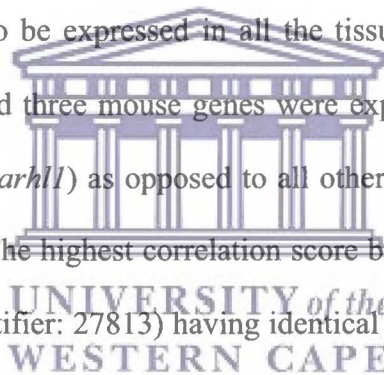 to be expressed in all the tissu
d three mouse genes were exp
arhl1) as opposed to all other
he highest correlation score b
UNIVERSITY of the
tifier: 27813) having identical
WESTERN CAPE